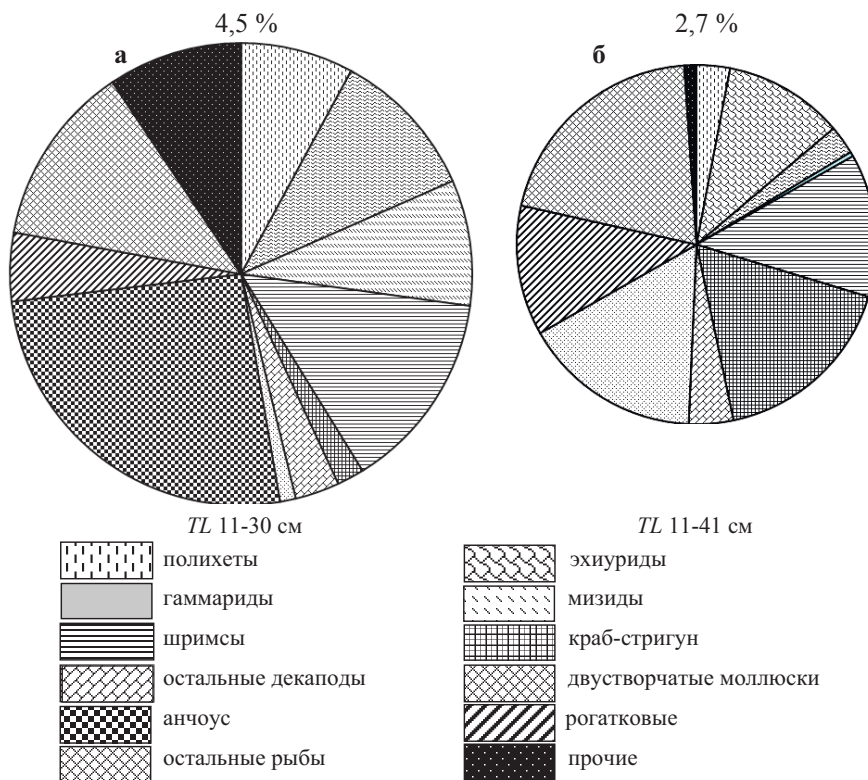 4,5 %
2,7 %
а
б
TL 11-30 см
TL 11-41 см
полихеты
эхиуриды
гаммариды
мизиды
шримсы
краб-стригун
остальные декаподы
двустворчатые моллюски
анчоус
рогатковые
остальные рыбы
прочие